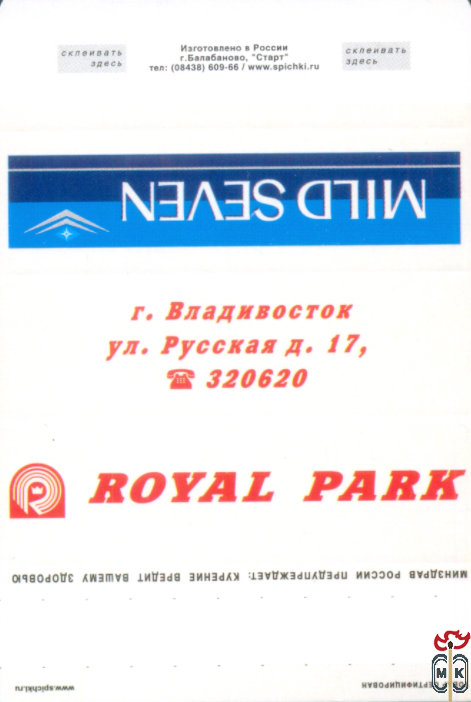 склеивать
здесь
Изготовлено в России
г.Балабаново, "Старт"
тел: (08438) 609-66 / www.spichki.ru
склеивать
здесь
MILD SEVEN
г. Владивосток
ул. Русская д. 17,
☎ 320620
R
ROYAL PARK
МИНЗДРАВ РОССИИ ПРЕДУПРЕЖДАЕТ: КУРЕНИЕ ВРЕДИТ ВАШЕМУ ЗДОРОВЬЮ
www.spichki.ru
СЕРТИФИЦИРОВАН
МК